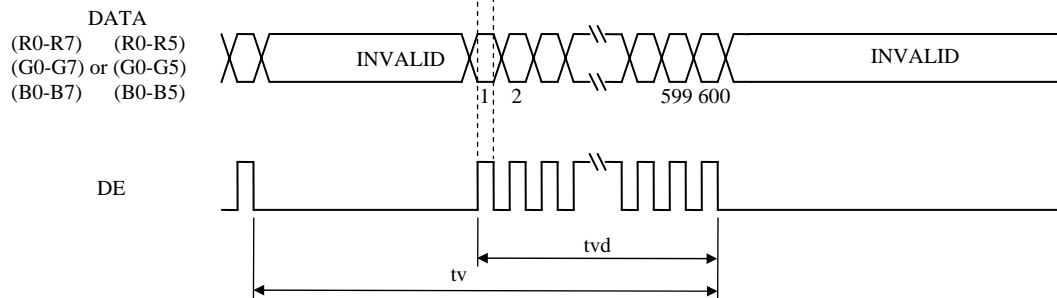 DATA
(R0-R7) (R0-R5)
(G0-G7) or (G0-G5)
(B0-B7) (B0-B5)
INVALID
INVALID
1 2 599 600
DE
tvd
tv